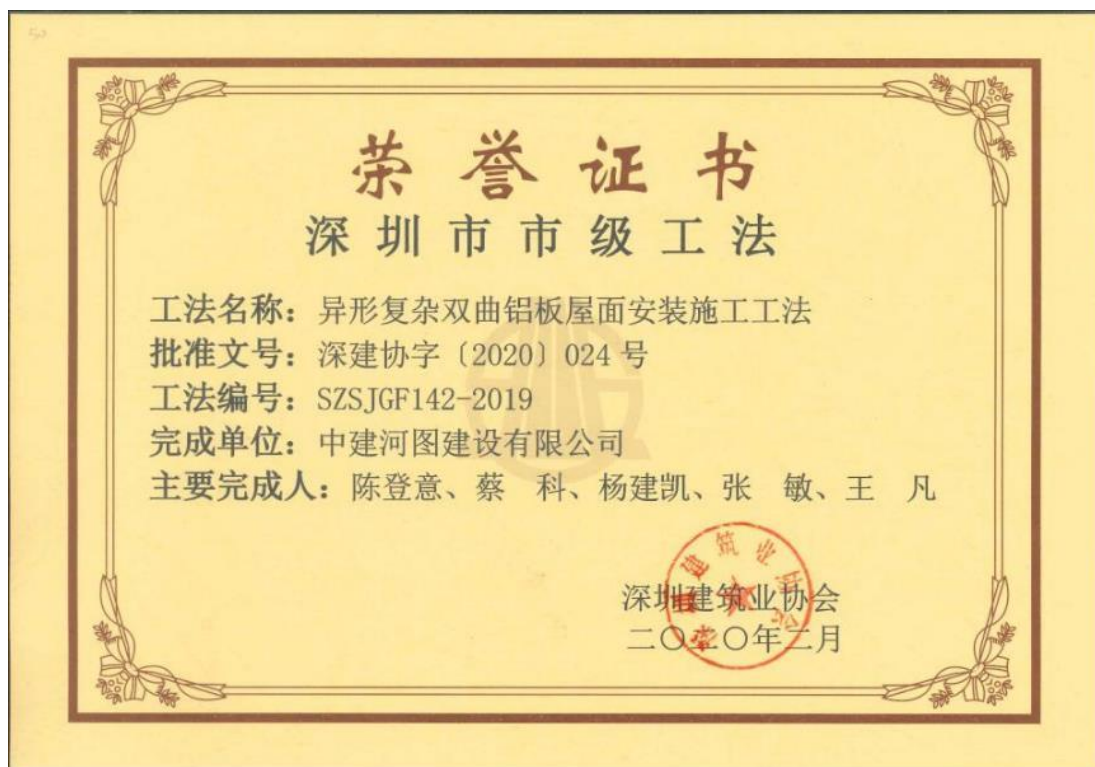 荣誉证书
深圳市市级工法
工法名称：异形复杂双曲铝板屋面安装施工工法
批准文号：深建协字〔2020〕024号
工法编号：SZSJGF142-2019
完成单位：中建河图建设有限公司
主要完成人：陈登意、蔡　科、杨建凯、张　敏、王　凡
深圳建筑业协会
二〇二〇年二月